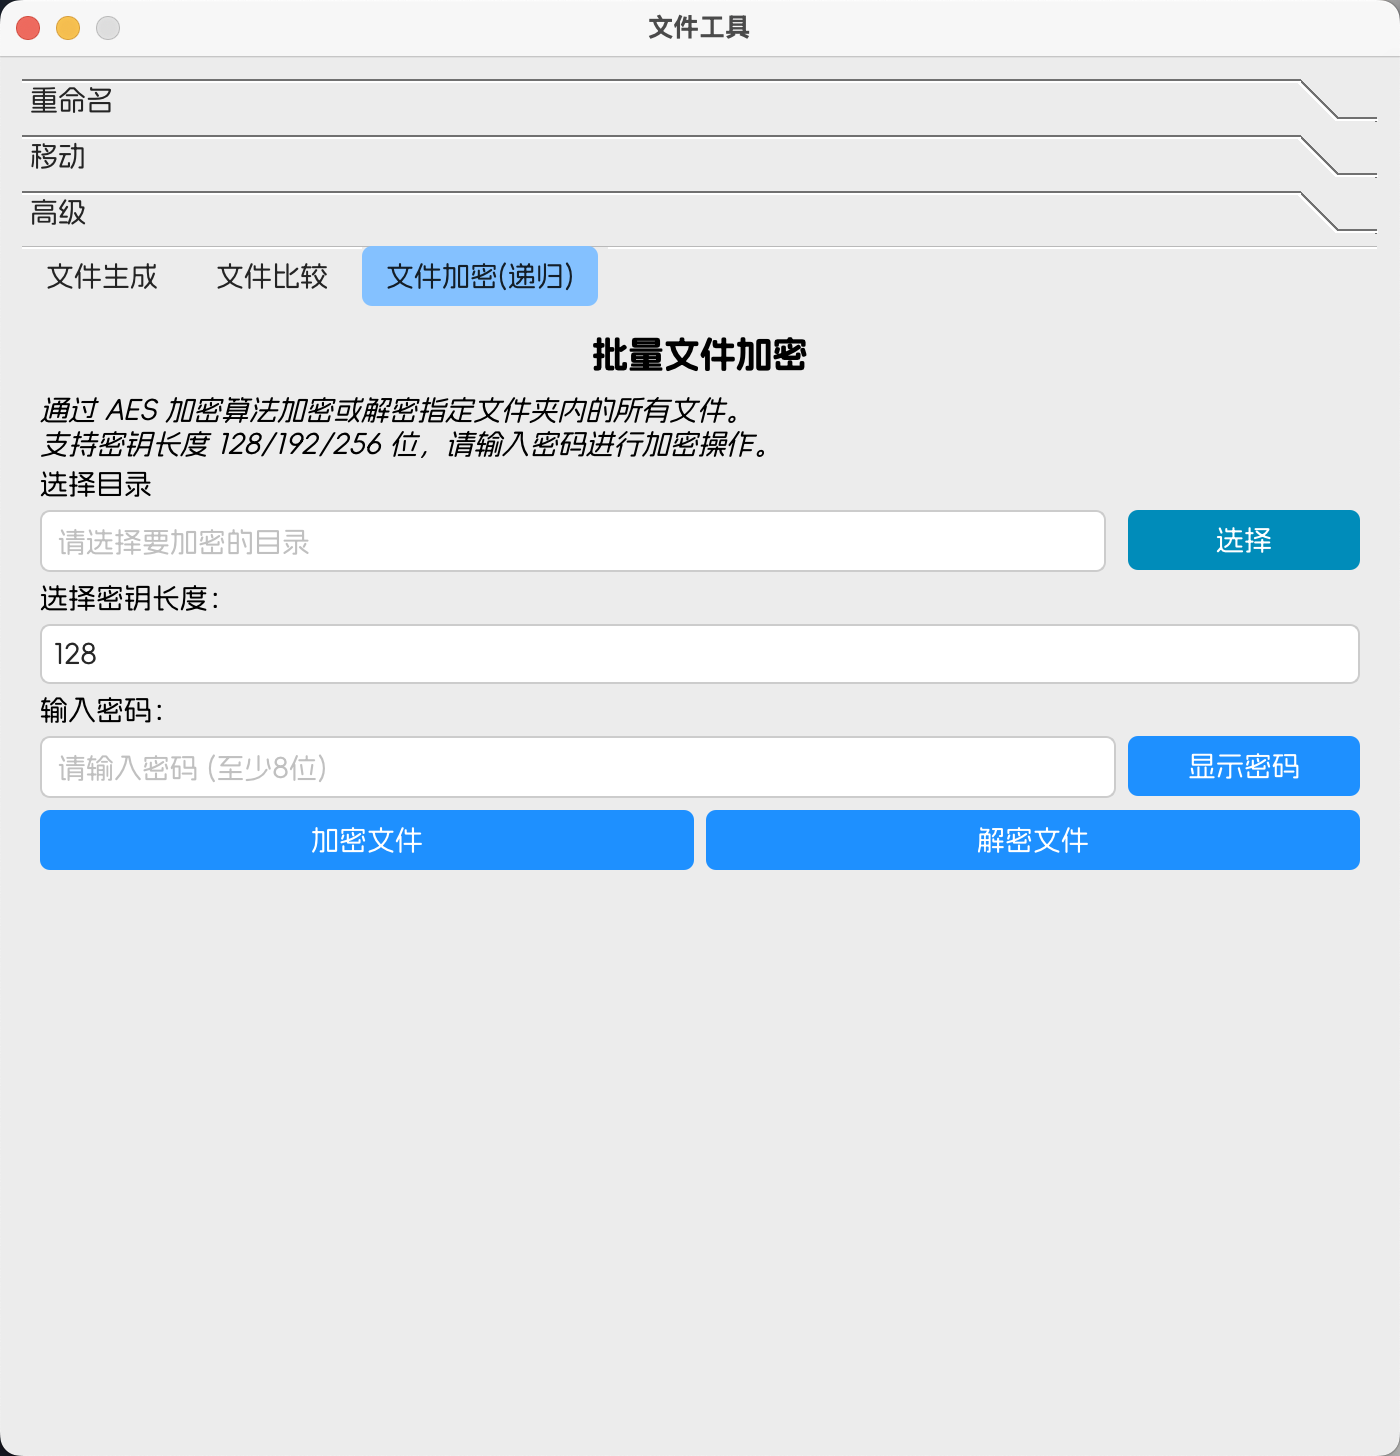 文件工具
重命名
移动
高级
文件生成 文件比较 文件加密(递归)
批量文件加密
通过 AES 加密算法加密或解密指定文件夹内的所有文件。
支持密钥长度 128/192/256 位，请输入密码进行加密操作。
选择目录
请选择要加密的目录 选择
选择密钥长度：
128
输入密码：
请输入密码 (至少8位) 显示密码
加密文件 解密文件